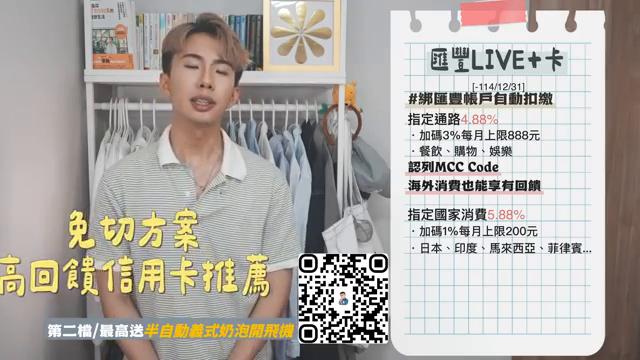 匯豐LIVE+卡
[-114/12/31]
#綁匯豐帳戶自動扣繳
指定通路4.88%
·加碼3%每月上限888元
·餐飲、購物、娛樂
認列MCC Code
海外消費也能享有回饋
指定國家消費5.88%
·加碼1%每月上限200元
·日本、印度、馬來西亞、菲律賓...
免切方案
高回饋信用卡推薦
第二檔/最高送半自動義式奶泡開飛機